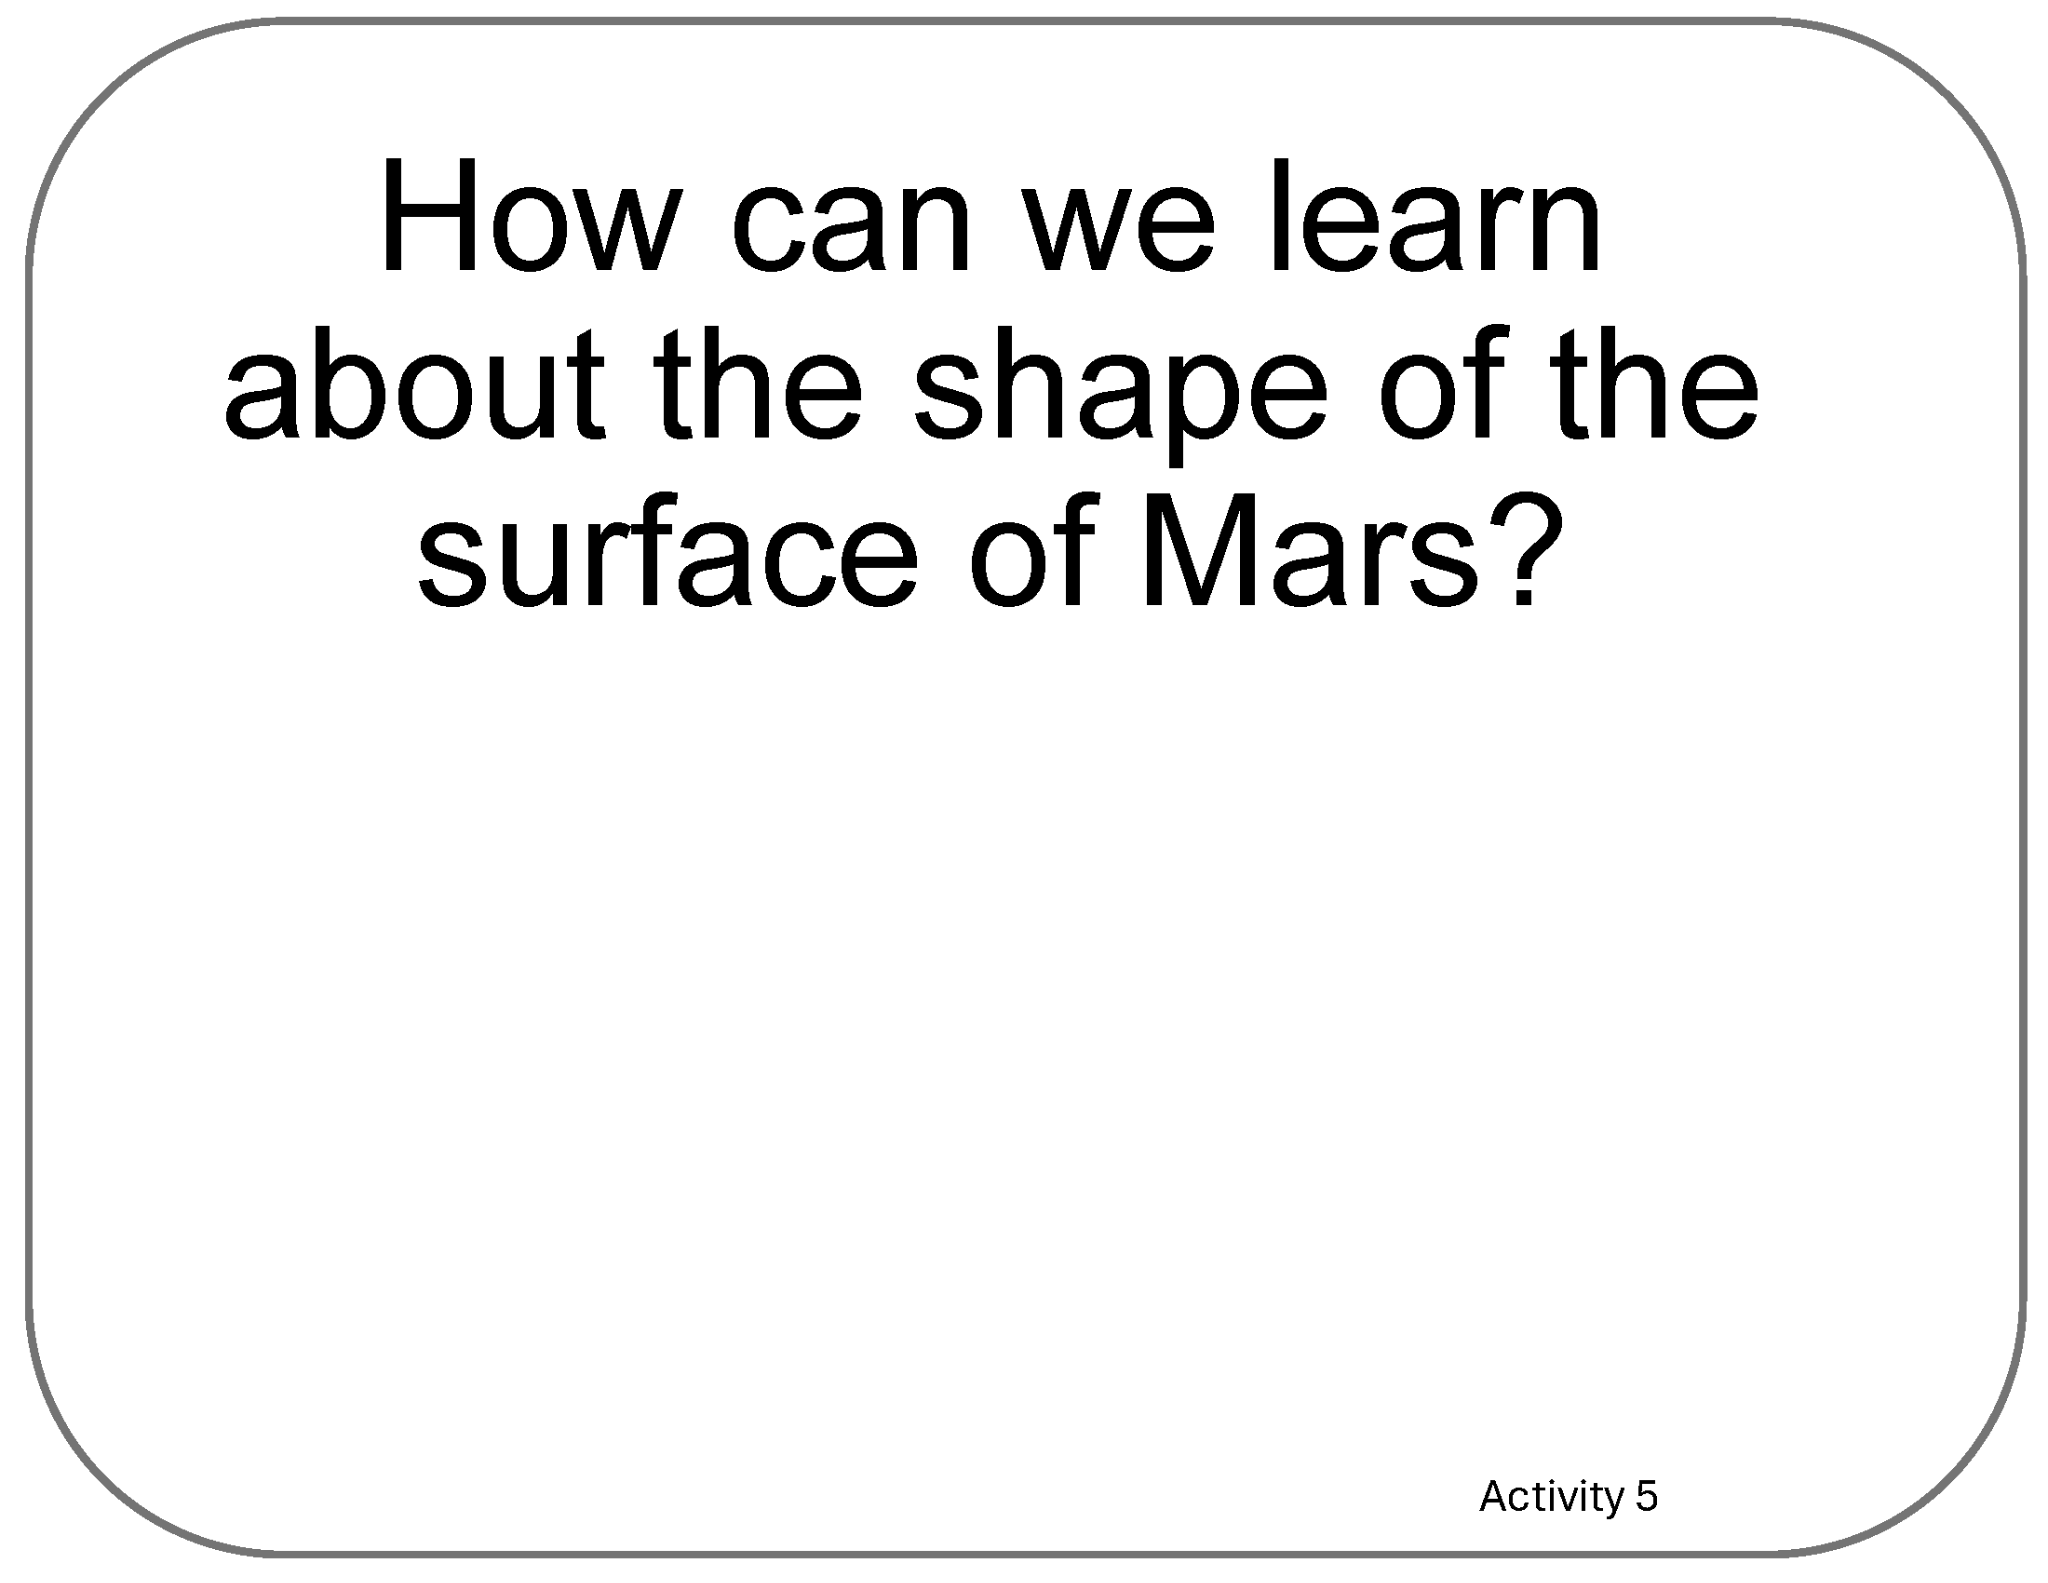 How can we learn
about the shape of the
surface of Mars?
Activity 5